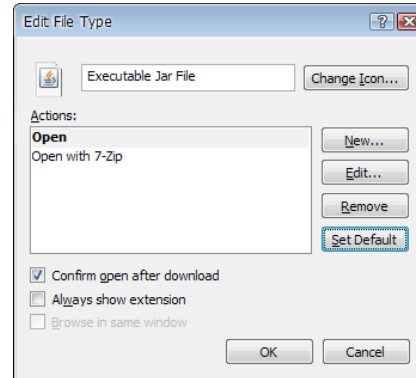 Edit File Type
Executable Jar File
Change Icon...
Actions:
Open
Open with 7-Zip
New...
Edit...
Remove
Set Default
Confirm open after download
Always show extension
Browse in same window
OK
Cancel